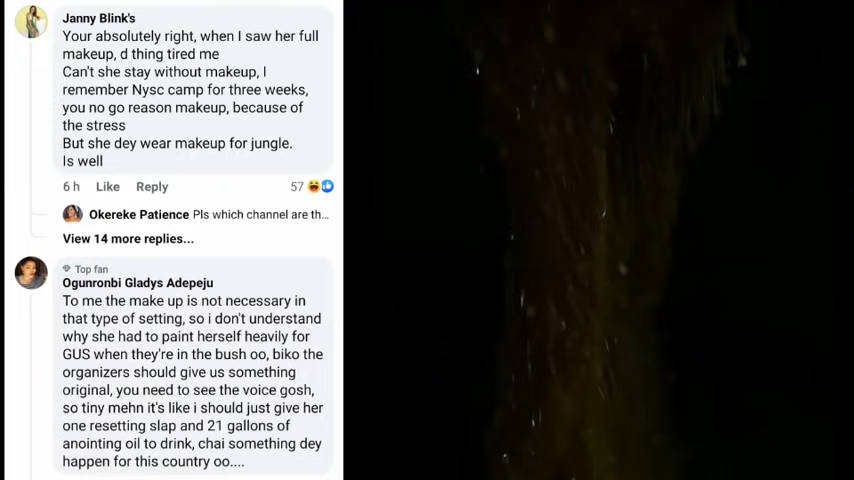 Janny Blink's
Your absolutely right, when I saw her full
makeup, d thing tired me
Can't she stay without makeup, I
remember Nysc camp for three weeks,
you no go reason makeup, because of
the stress
But she dey wear makeup for jungle.
Is well
6 h Like Reply 57
Okereke Patience Pls which channel are th...
View 14 more replies...
Top fan
Ogunronbi Gladys Adepeju
To me the make up is not necessary in
that type of setting, so i don't understand
why she had to paint herself heavily for
GUS when they're in the bush oo, biko the
organizers should give us something
original, you need to see the voice gosh,
so tiny mehn it's like i should just give her
one resetting slap and 21 gallons of
anointing oil to drink, chai something dey
happen for this country oo....